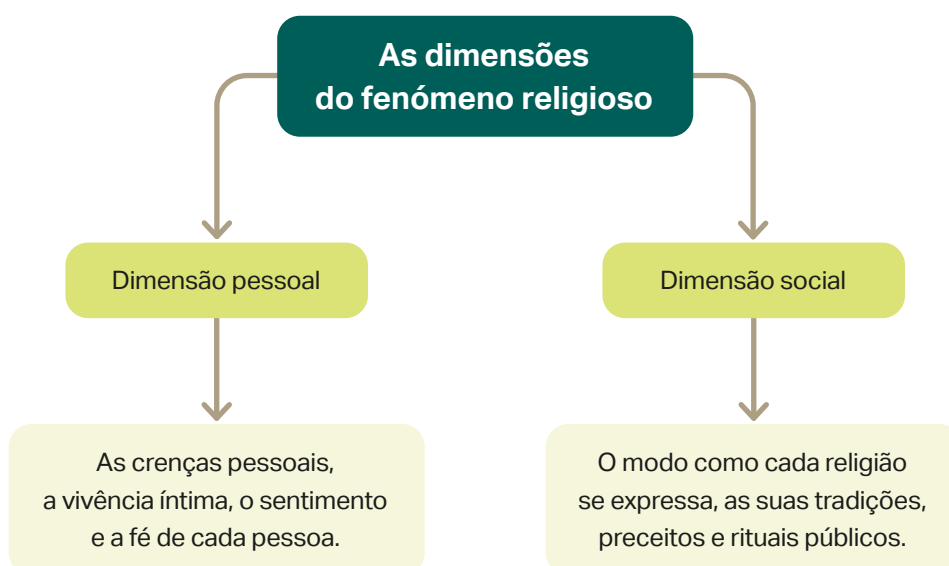 As dimensões
do fenómeno religioso
Dimensão pessoal
Dimensão social
As crenças pessoais,
a vivência íntima, o sentimento
e a fé de cada pessoa.
O modo como cada religião
se expressa, as suas tradições,
preceitos e rituais públicos.